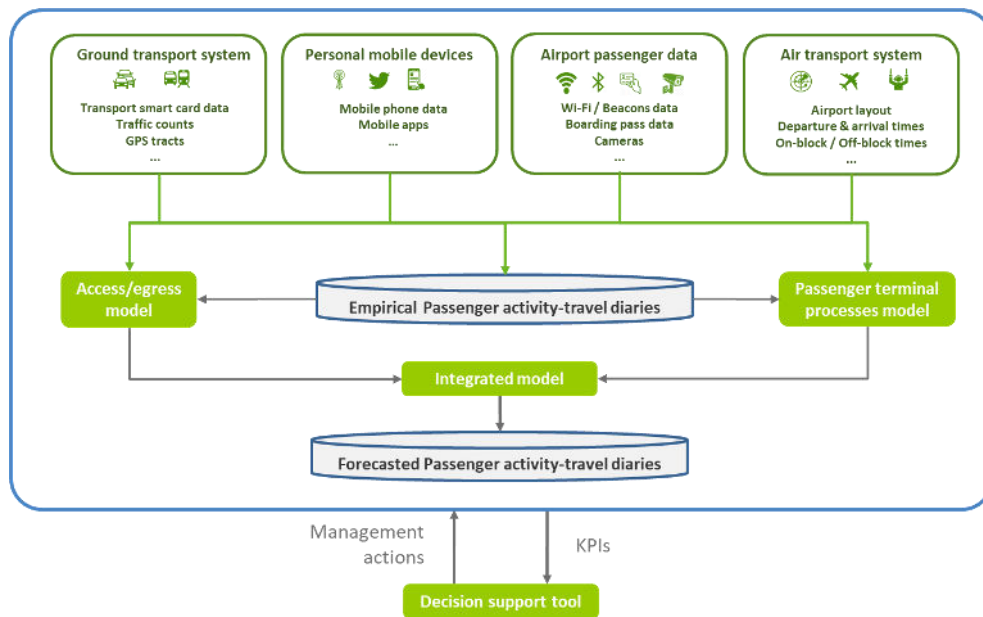 Ground transport system
Transport smart card data
Traffic counts
GPS tracts
...
Personal mobile devices
Mobile phone data
Mobile apps
...
Airport passenger data
Wi-Fi / Beacons data
Boarding pass data
Cameras
...
Air transport system
Airport layout
Departure & arrival times
On-block / Off-block times
...
Access/egress
model
Empirical Passenger activity-travel diaries
Passenger terminal
processes model
Integrated model
Forecasted Passenger activity-travel diaries
Management
actions
KPIs
Decision support tool